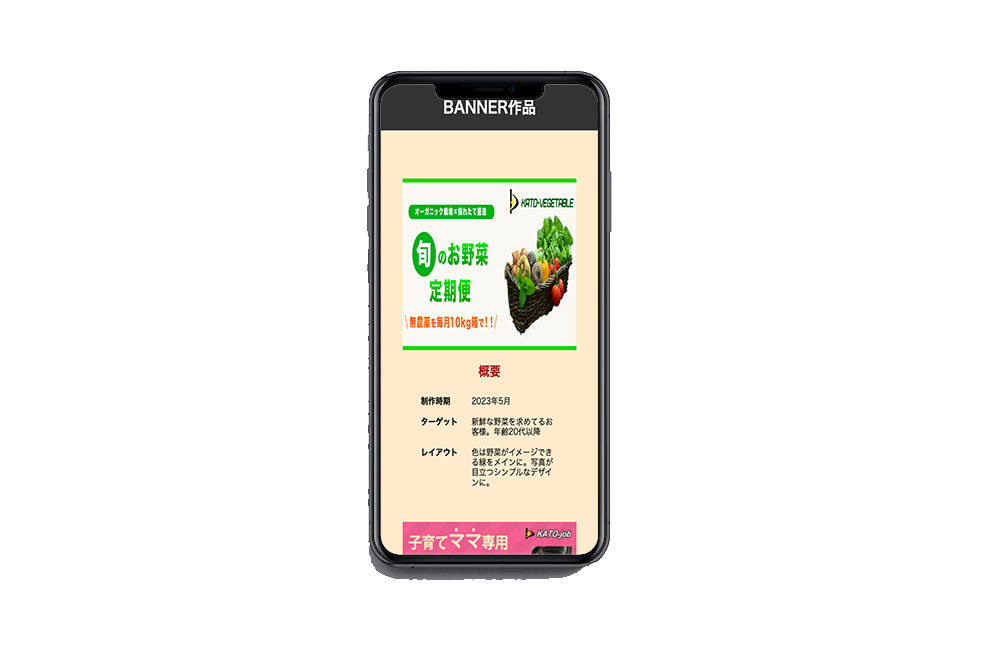 BANNER作品
KATO-VEGETABLE
オーガニック栽培×採れたて直送
旬のお野菜
定期便
\無農薬を毎月10kg箱で!!/
概要
制作時期 2023年5月
ターゲット 新鮮な野菜を求めてるお
客様。年齢20代以降
レイアウト 色は野菜がイメージでき
る緑をメインに。写真が
目立つシンプルなデザイ
ンに。
KATO-job
子育てママ専用